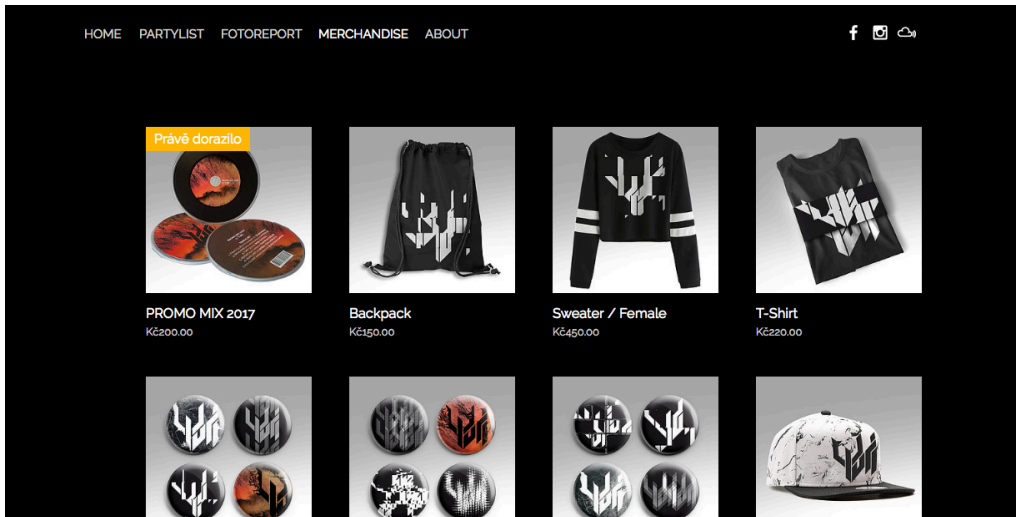 HOME PARTYLIST FOTOREPORT MERCHANDISE ABOUT
Právě dorazilo
PROMO MIX 2017 Backpack Sweater / Female T-Shirt
Kč200.00 Kč150.00 Kč450.00 Kč220.00